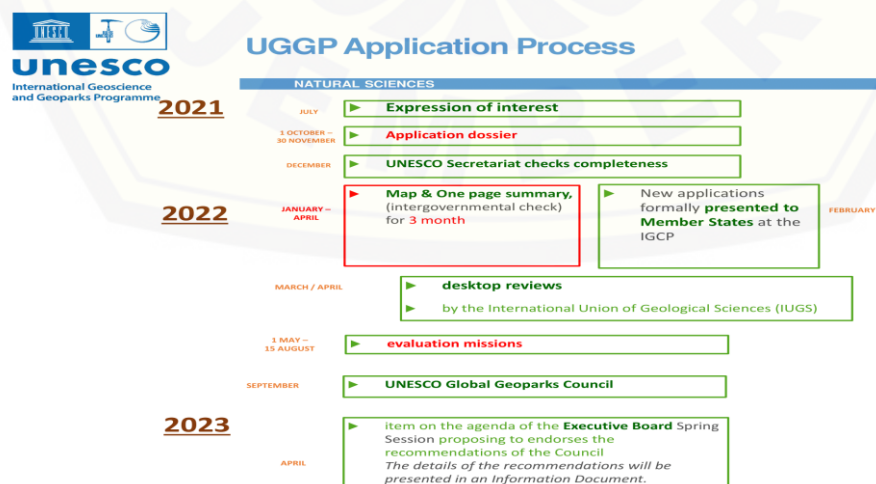 UGGP Application Process
unesco
International Geoscience
and Geoparks Programme
NATURAL SCIENCES
2021
JULY
Expression of interest
1 OCTOBER –
30 NOVEMBER
Application dossier
DECEMBER
UNESCO Secretariat checks completeness
2022
JANUARY –
APRIL
Map & One page summary,
(intergovernmental check)
for 3 month
New applications
formally presented to
Member States at the
IGCP
FEBRUARY
MARCH / APRIL
desktop reviews
by the International Union of Geological Sciences (IUGS)
1 MAY –
15 AUGUST
evaluation missions
SEPTEMBER
UNESCO Global Geoparks Council
2023
APRIL
item on the agenda of the Executive Board Spring
Session proposing to endorses the
recommendations of the Council
The details of the recommendations will be
presented in an Information Document.